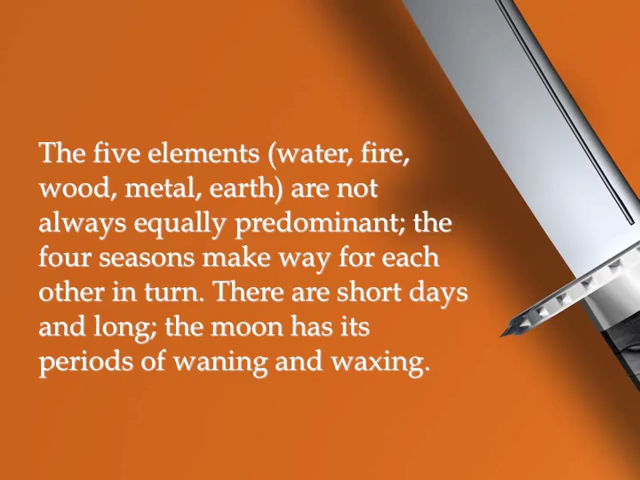 The five elements (water, fire,
wood, metal, earth) are not
always equally predominant; the
four seasons make way for each
other in turn. There are short days
and long; the moon has its
periods of waning and waxing.